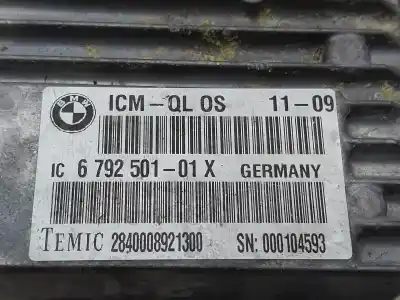 BMW
ICM-QL OS 11-09
IC 6 792 501-01 X GERMANY
TEMIC 2840008921300 SN: 000104593